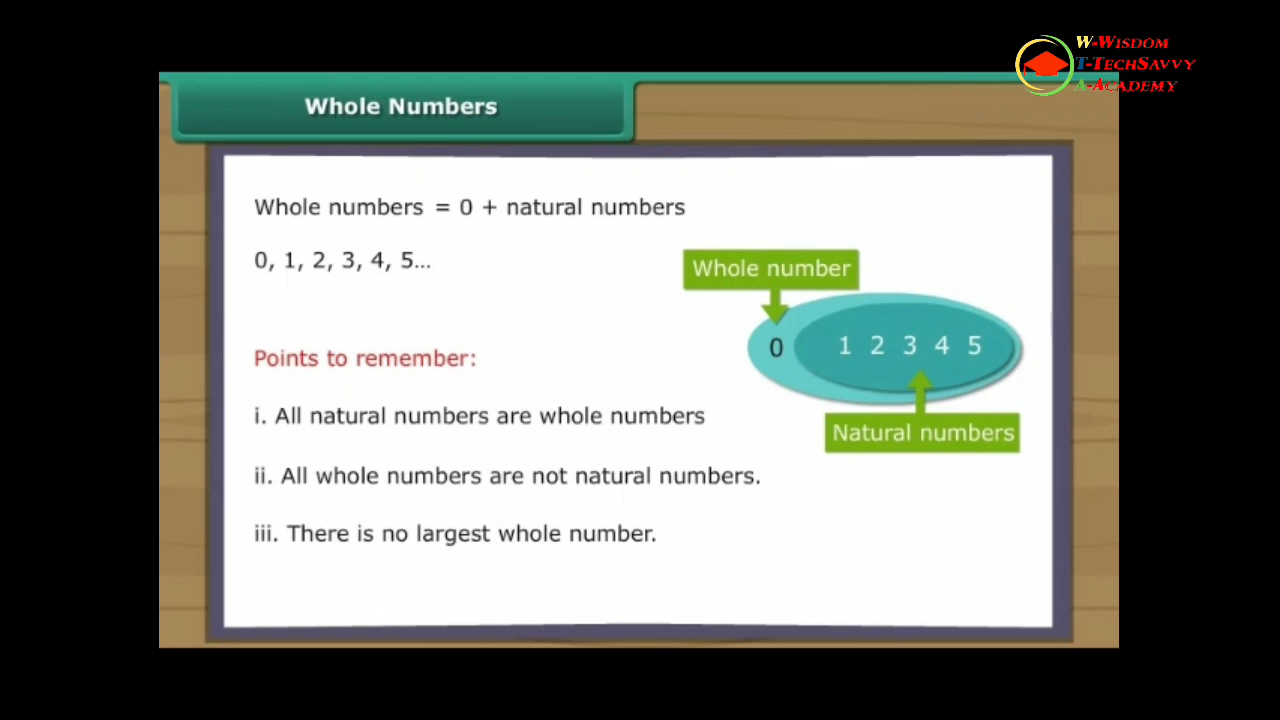 W-Wisdom
T-TechSavvy
A-Academy
Whole Numbers
Whole numbers = 0 + natural numbers
0, 1, 2, 3, 4, 5...
Whole number
0 1 2 3 4 5
Natural numbers
Points to remember:
i. All natural numbers are whole numbers
ii. All whole numbers are not natural numbers.
iii. There is no largest whole number.